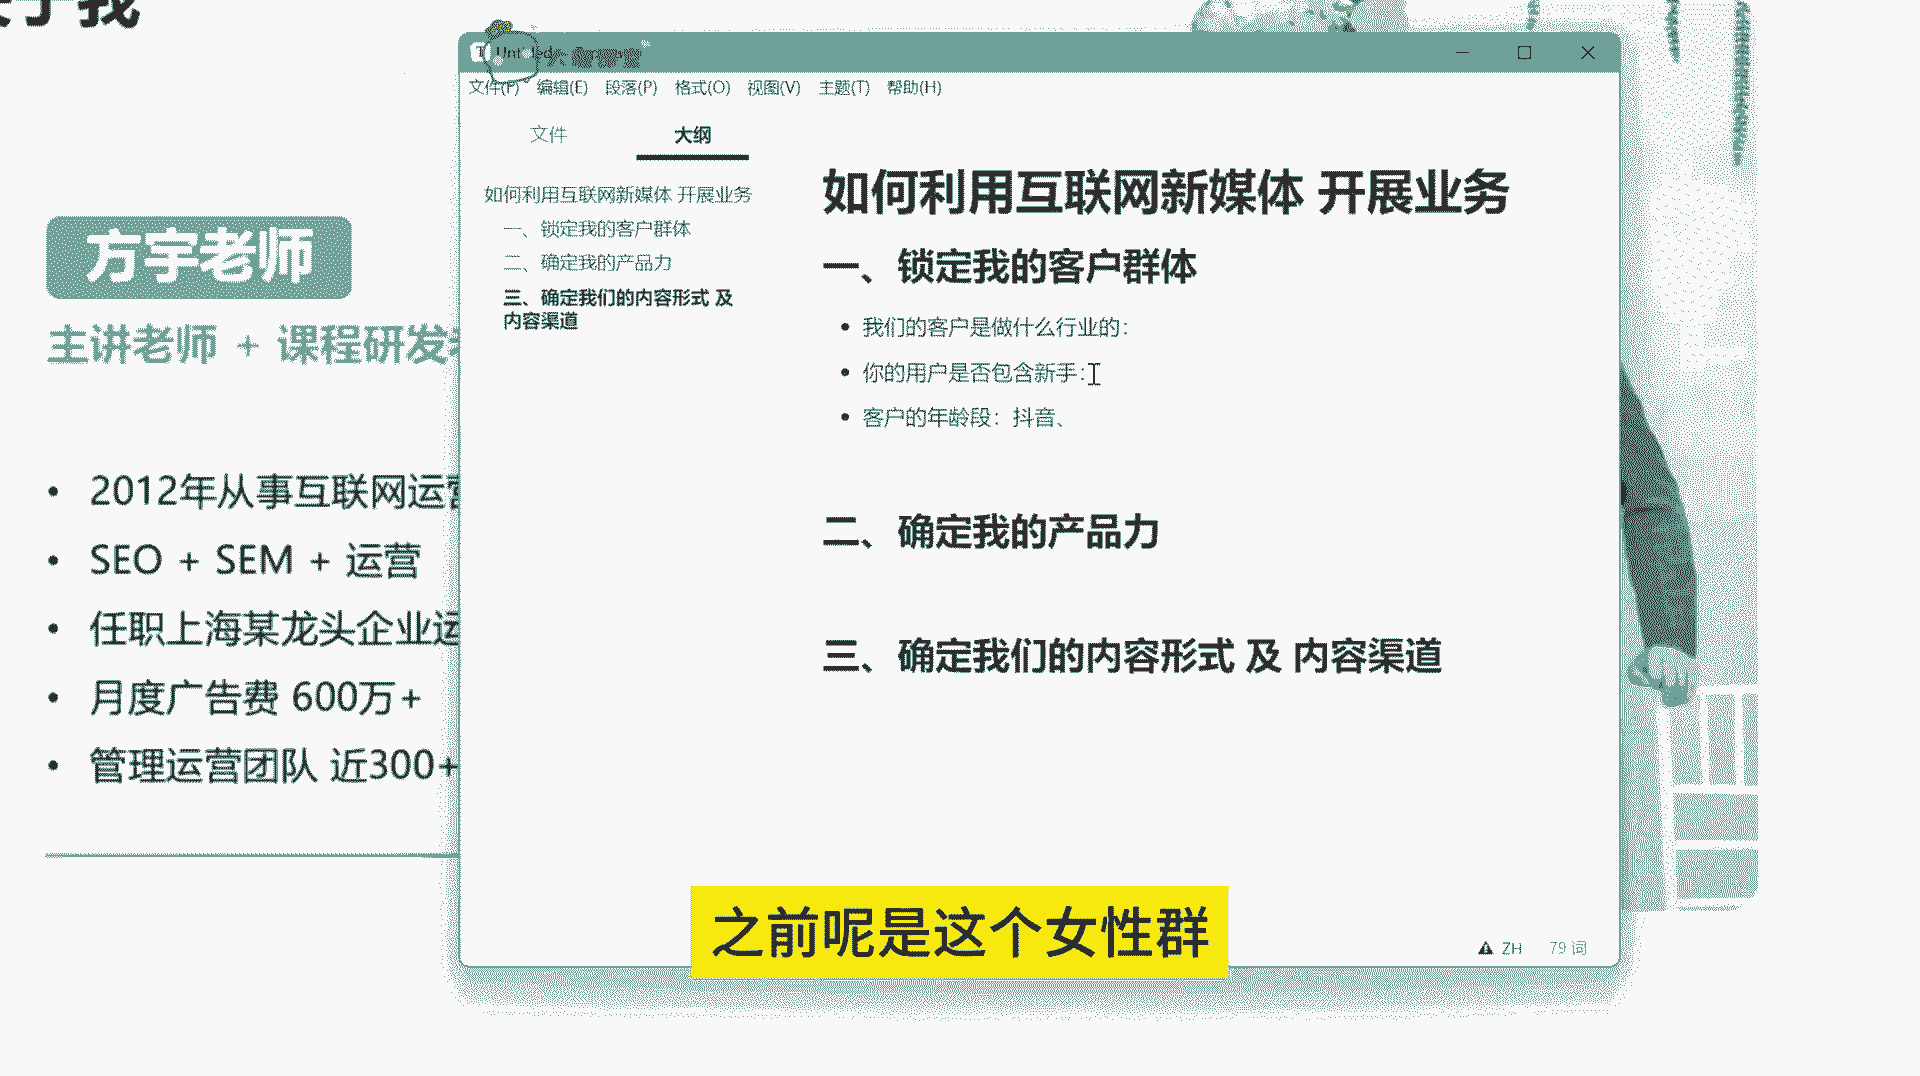 于我
方宇老师
主讲老师 + 课程研发
2012年从事互联网运营
SEO + SEM + 运营
任职上海某龙头企业运
月度广告费 600万+
管理运营团队 近300+
文件(F) 编辑(E) 段落(P) 格式(O) 视图(V) 主题(T) 帮助(H)
文件 大纲
如何利用互联网新媒体 开展业务
一、锁定我的客户群体
二、确定我的产品力
三、确定我们的内容形式 及
内容渠道
如何利用互联网新媒体 开展业务
一、锁定我的客户群体
我们的客户是做什么行业的：
你的用户是否包含新手：
客户的年龄段：抖音、
二、确定我的产品力
三、确定我们的内容形式 及 内容渠道
ZH 79 词
之前呢是这个女性群